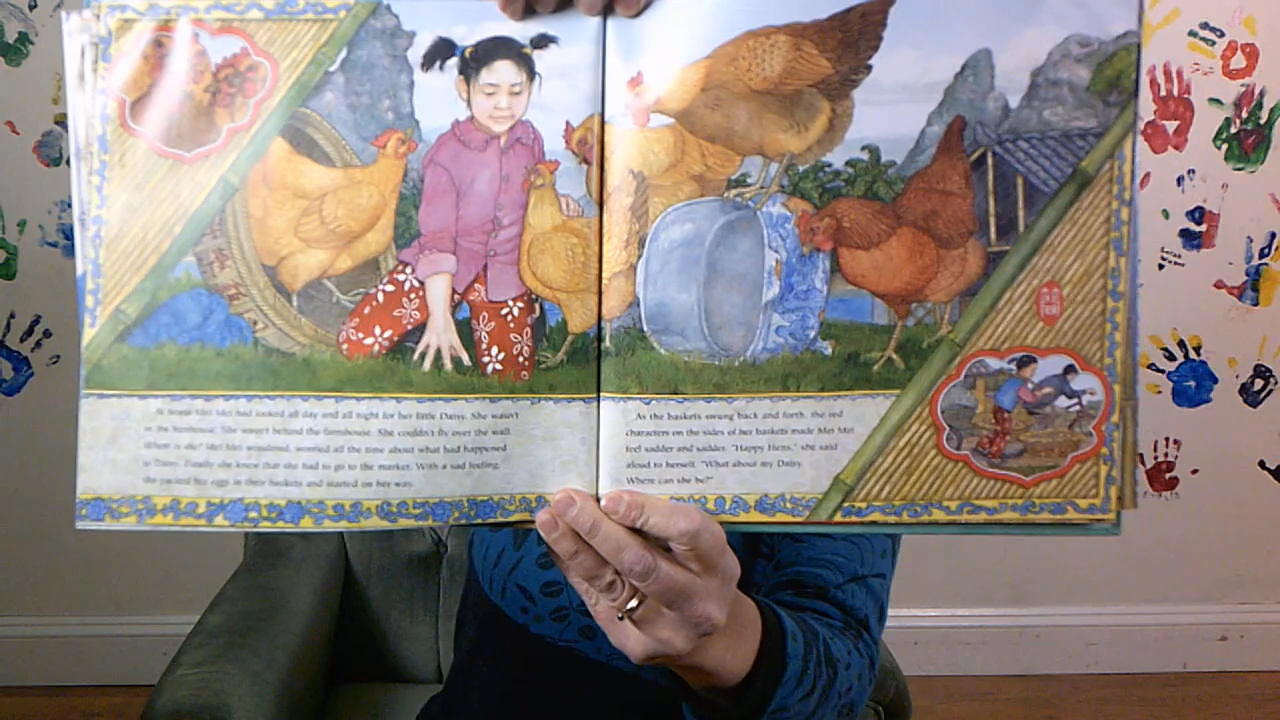 At home Mei Mei had looked all day and all night for her little Daisy. She wasn't
in the henhouse. She wasn't behind the farmhouse. She couldn't fly over the wall.
Where is she? Mei Mei wondered, worried all the time about what had happened
to Daisy. Finally she knew that she had to go to the market. With a sad feeling,
she packed her eggs in their baskets and started on her way.
As the baskets swung back and forth, the red
characters on the sides of her baskets made Mei Mei
feel sadder and sadder. "Happy Hens," she said
aloud to herself. "What about my Daisy.
Where can she be?"
Sarah